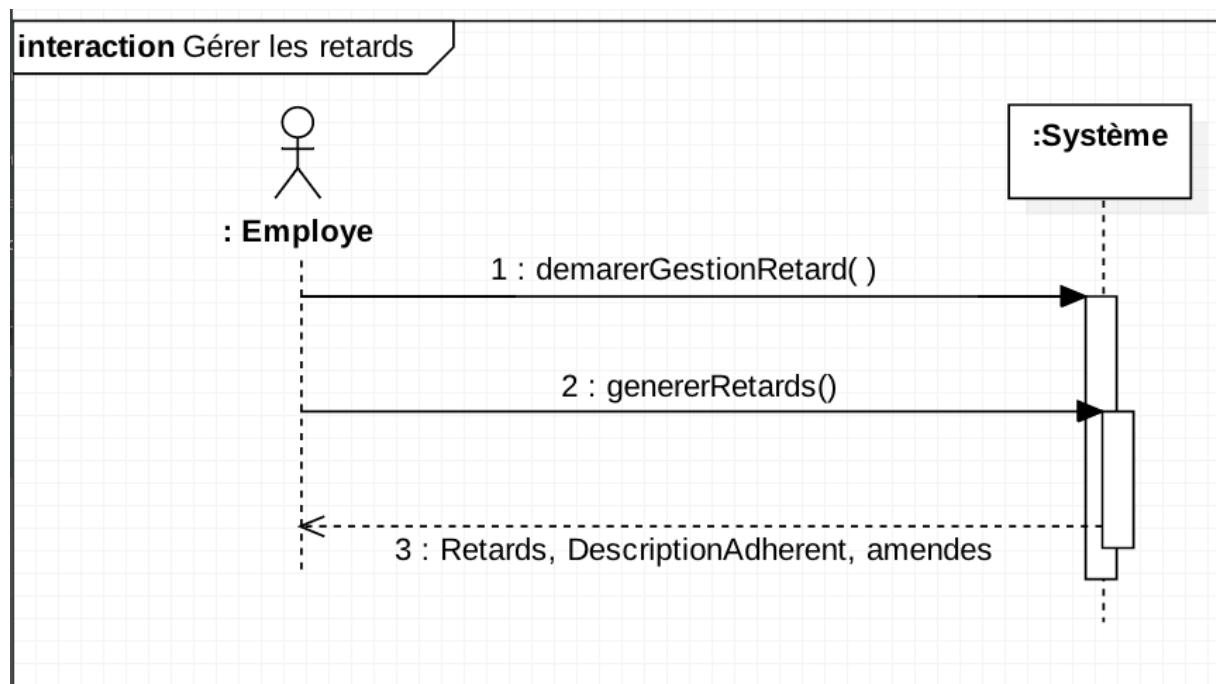 interaction Gérer les retards
:Système
: Employe
1 : demarerGestionRetard( )
2 : genererRetards()
3 : Retards, DescriptionAdherent, amendes